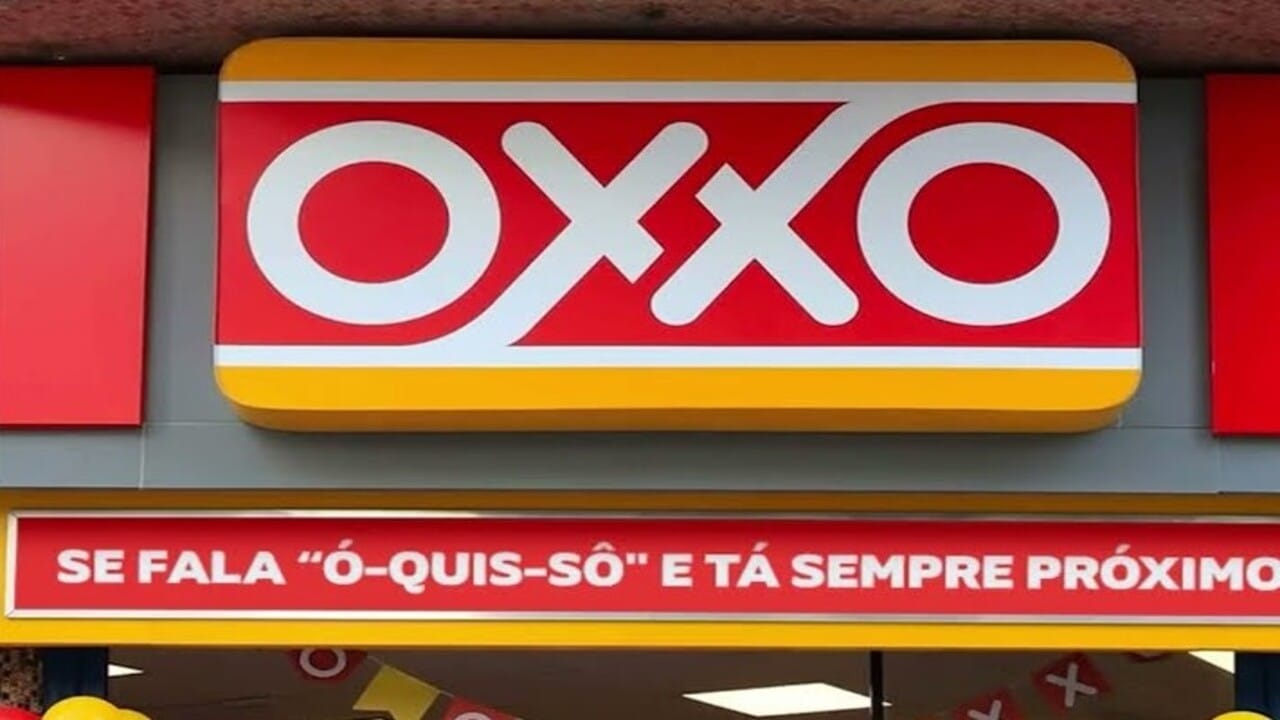 OXXO
SE FALA “Ó-QUIS-SÔ" E TÁ SEMPRE PRÓXIMO
O
X
X